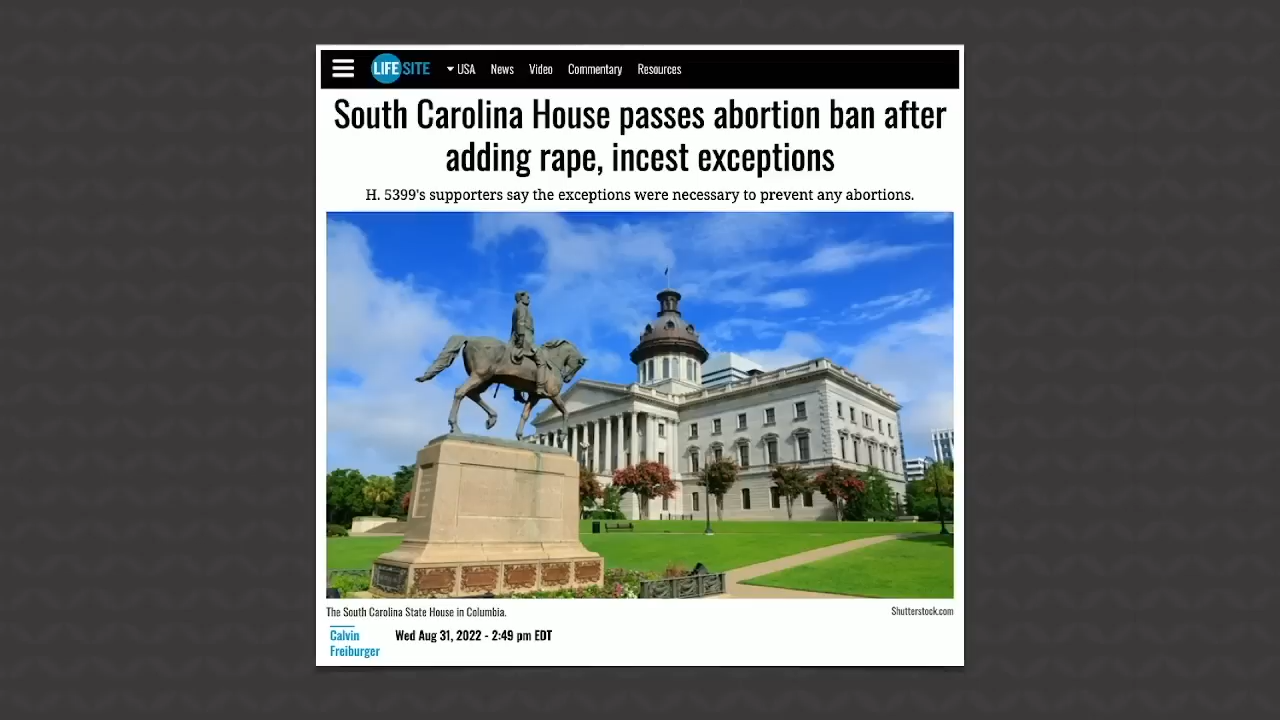 LIFESITE USA News Video Commentary Resources
South Carolina House passes abortion ban after
adding rape, incest exceptions
H. 5399's supporters say the exceptions were necessary to prevent any abortions.
The South Carolina State House in Columbia. Shutterstock.com
Calvin Wed Aug 31, 2022 - 2:49 pm EDT
Freiburger